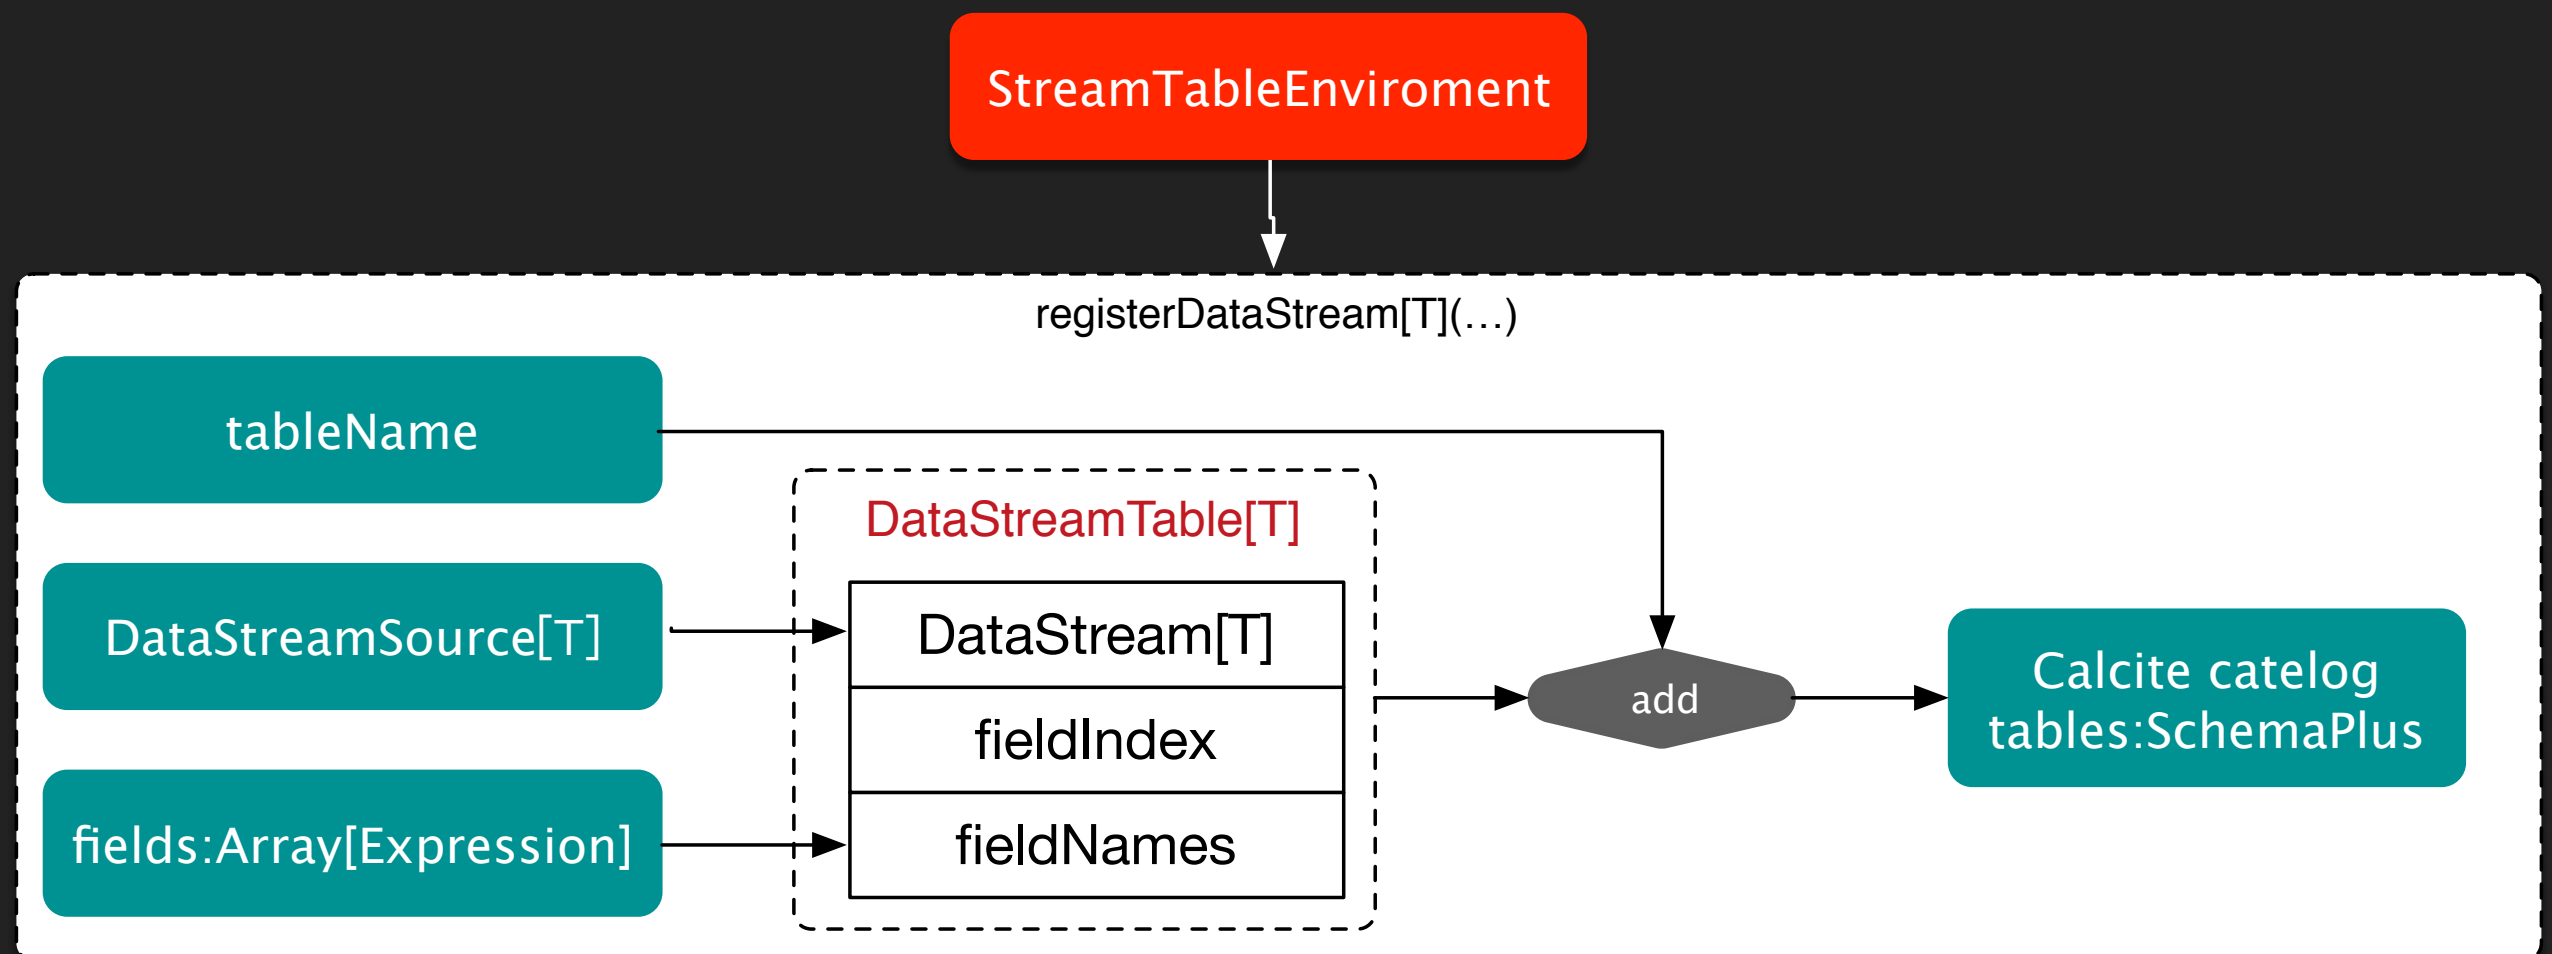 StreamTableEnviroment
registerDataStream[T](…)
tableName
DataStreamTable[T]
DataStreamSource[T]
DataStream[T]
fieldIndex
fieldNames
fields:Array[Expression]
add
Calcite catelog
tables:SchemaPlus